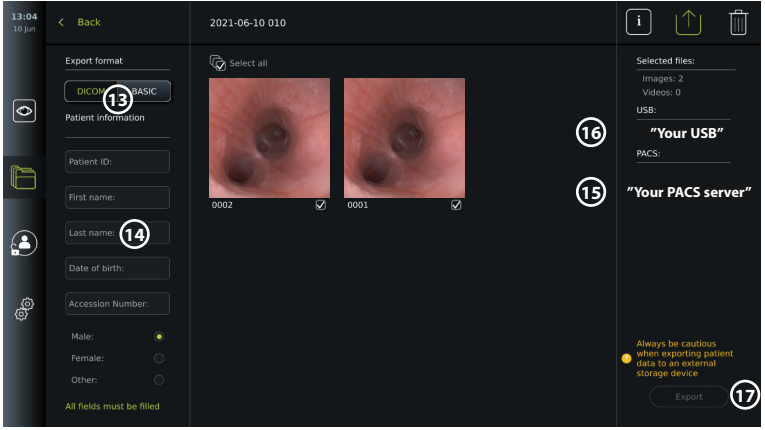 13:04
10 Jun
Back
2021-06-10 010
i
Export format
DICOM
BASIC
13
Patient information
Patient ID:
First name:
Last name:
14
Date of birth:
Accession Number:
Male:
Female:
Other:
All fields must be filled
Select all
0002
0001
Selected files:
Images: 2
Videos: 0
USB:
16
"Your USB"
PACS:
15
"Your PACS server"
Always be cautious
when exporting patient
data to an external
storage device
Export
17